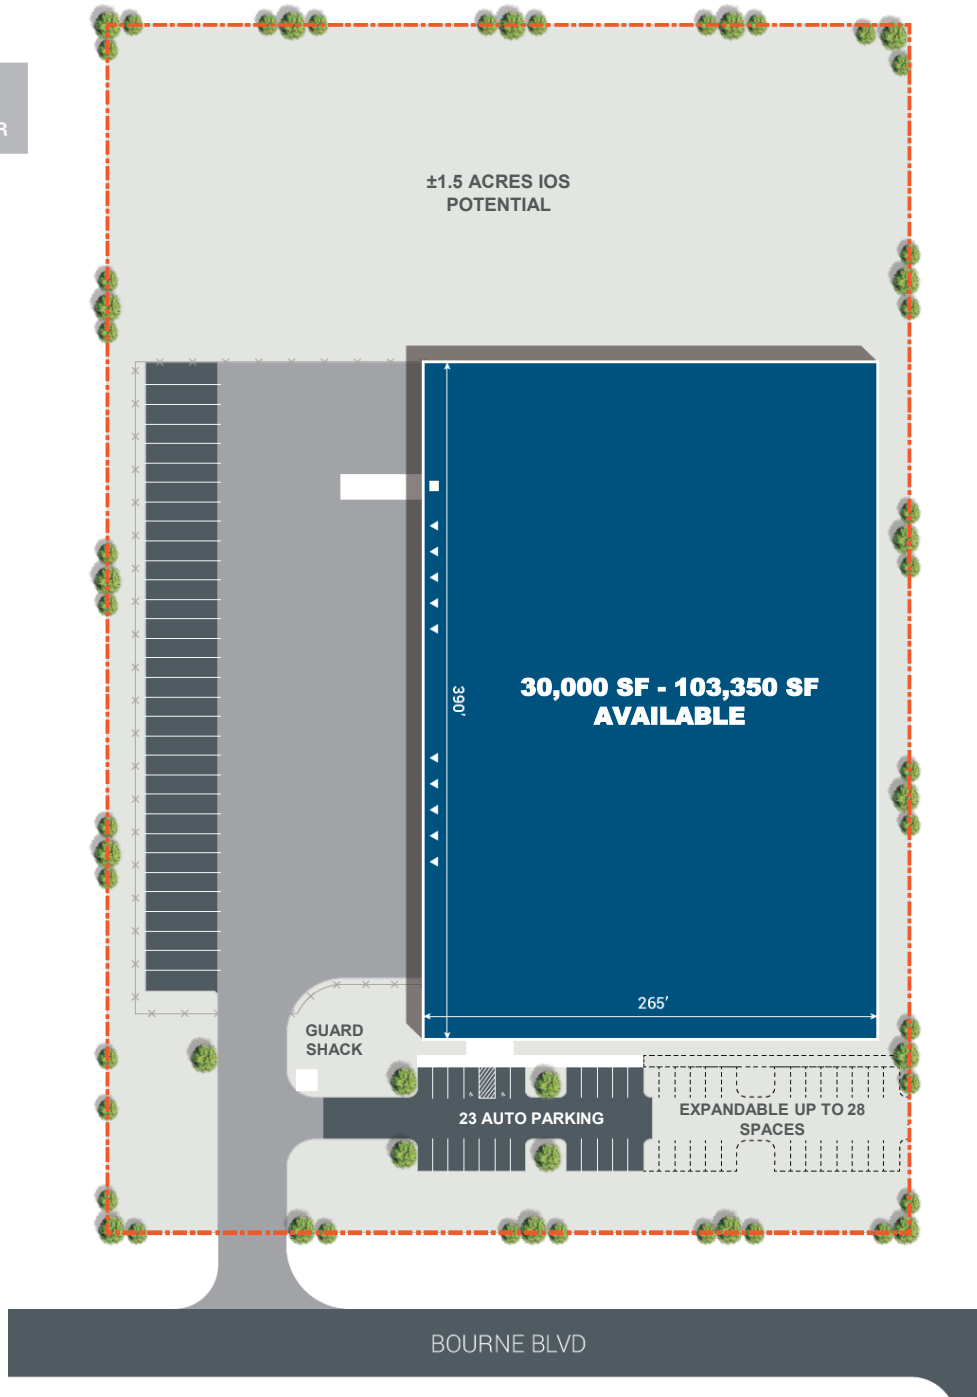 R
±1.5 ACRES IOS
POTENTIAL
390'
30,000 SF - 103,350 SF
AVAILABLE
265'
GUARD
SHACK
23 AUTO PARKING
EXPANDABLE UP TO 28
SPACES
BOURNE BLVD